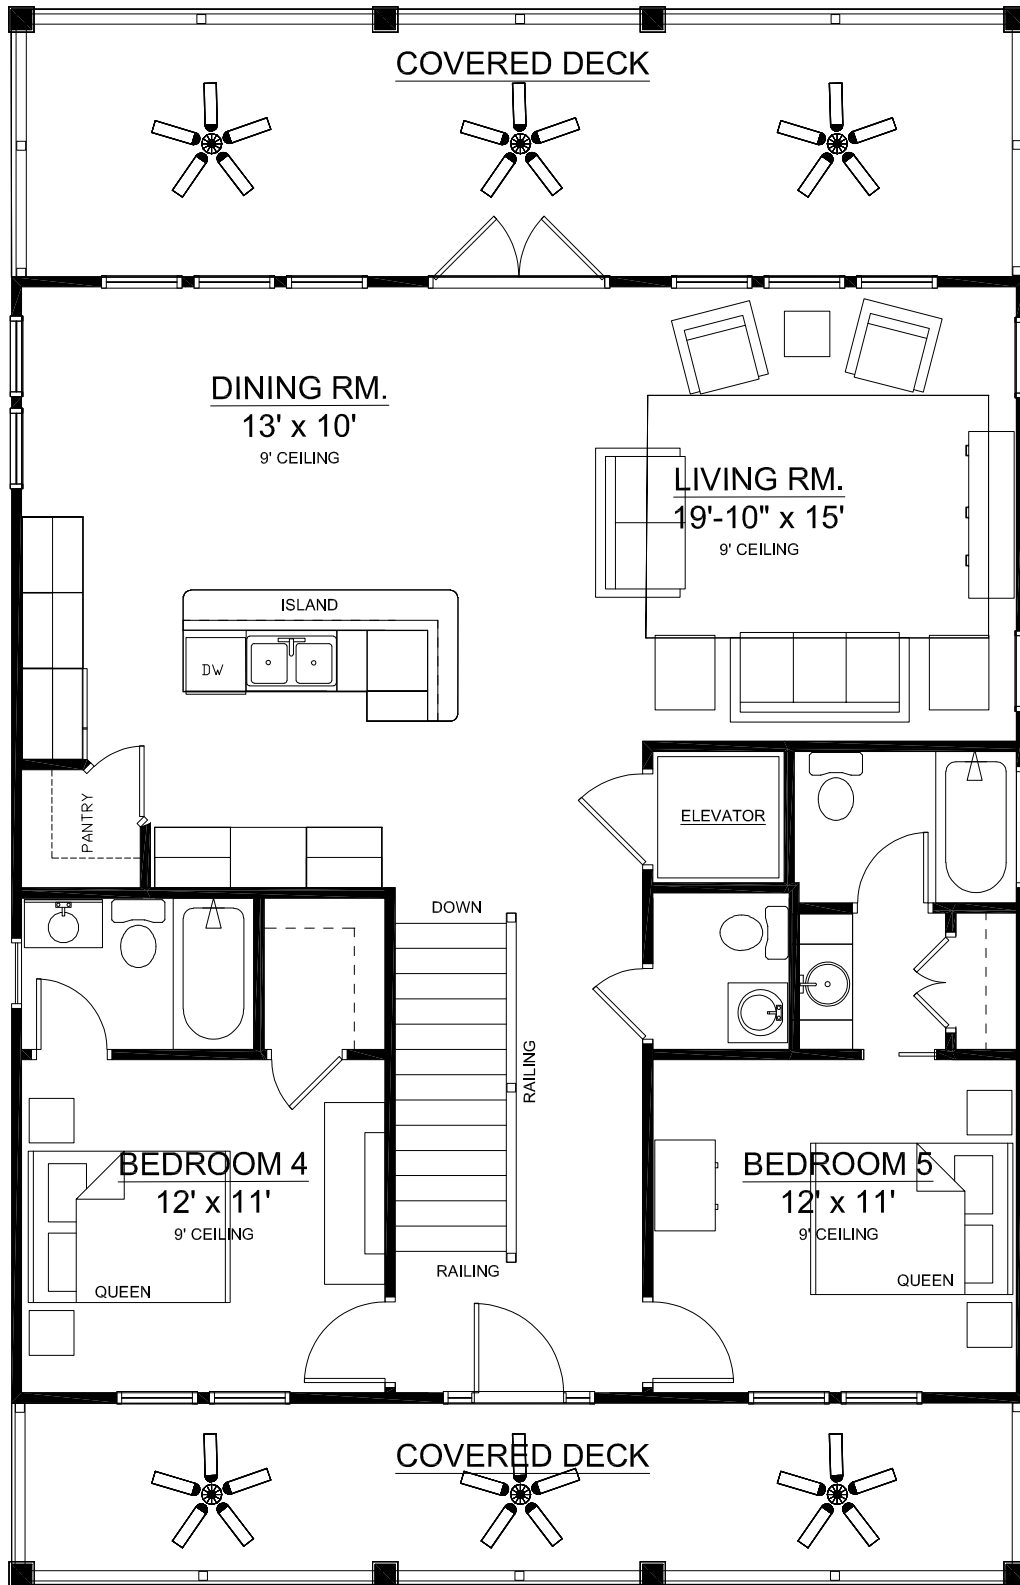 COVERED DECK
DINING RM.
13' x 10'
9' CEILING
LIVING RM.
19'-10" x 15'
9' CEILING
ISLAND
DW
PANTRY
ELEVATOR
DOWN
RAILING
BEDROOM 4
12' x 11'
9' CEILING
QUEEN
RAILING
BEDROOM 5
12' x 11'
9' CEILING
QUEEN
COVERED DECK